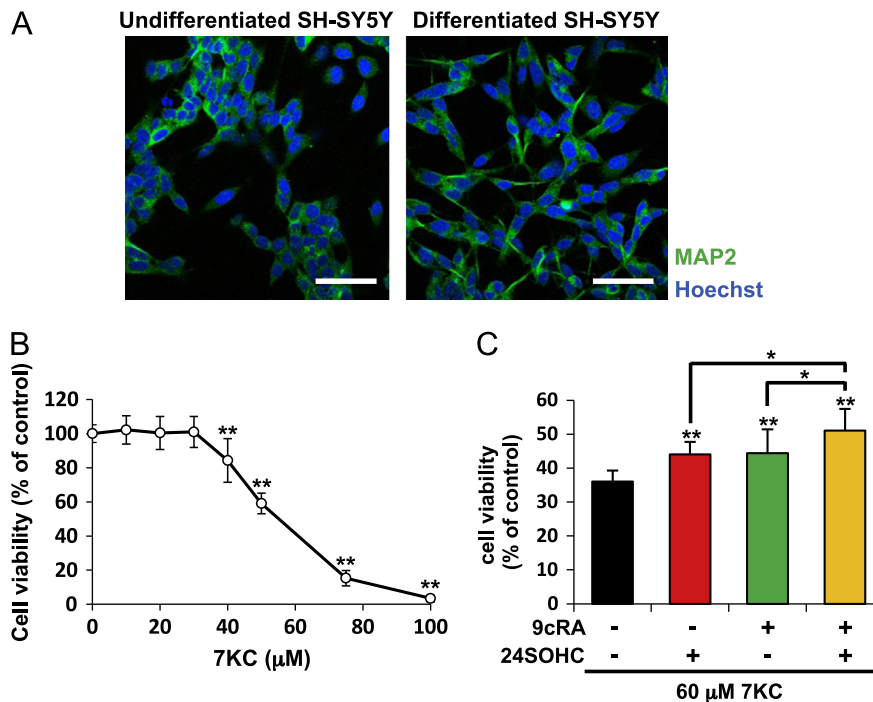 A
Undifferentiated SH-SY5Y
Differentiated SH-SY5Y
MAP2
Hoechst
B
Cell viability (% of control)
120
100
80
60
40
20
0
**
**
**
**
0 20 40 60 80 100
7KC (μM)
C
cell viability
(% of control)
60
50
40
30
20
10
0
*
*
**
**
**
9cRA - - + +
24SOHC - + - +
60 μM 7KC